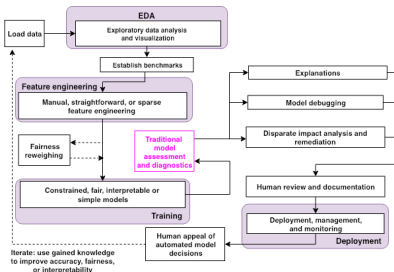 EDA
Load data
Exploratory data analysis
and visualization
Establish benchmarks
Feature engineering
Manual, straightforward, or sparse
feature engineering
Fairness
reweighing
Traditional
model
assessment
and diagnostics
Explanations
Model debugging
Disparate impact analysis and
remediation
Constrained, fair, interpretable or
simple models
Training
Human review and documentation
Deployment, management,
and monitoring
Deployment
Human appeal of
automated model
decisions
Iterate: use gained knowledge
to improve accuracy, fairness,
or interpretability